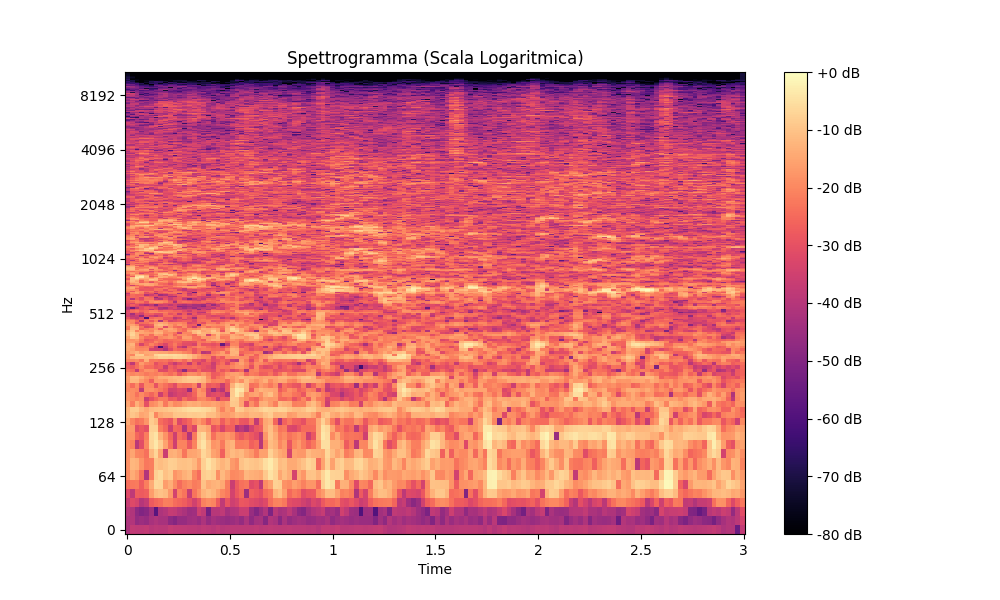 Spettrogramma (Scala Logaritmica)
Hz
8192
4096
2048
1024
512
256
128
64
0
0
0.5
1
1.5
2
2.5
3
Time
+0 dB
-10 dB
-20 dB
-30 dB
-40 dB
-50 dB
-60 dB
-70 dB
-80 dB